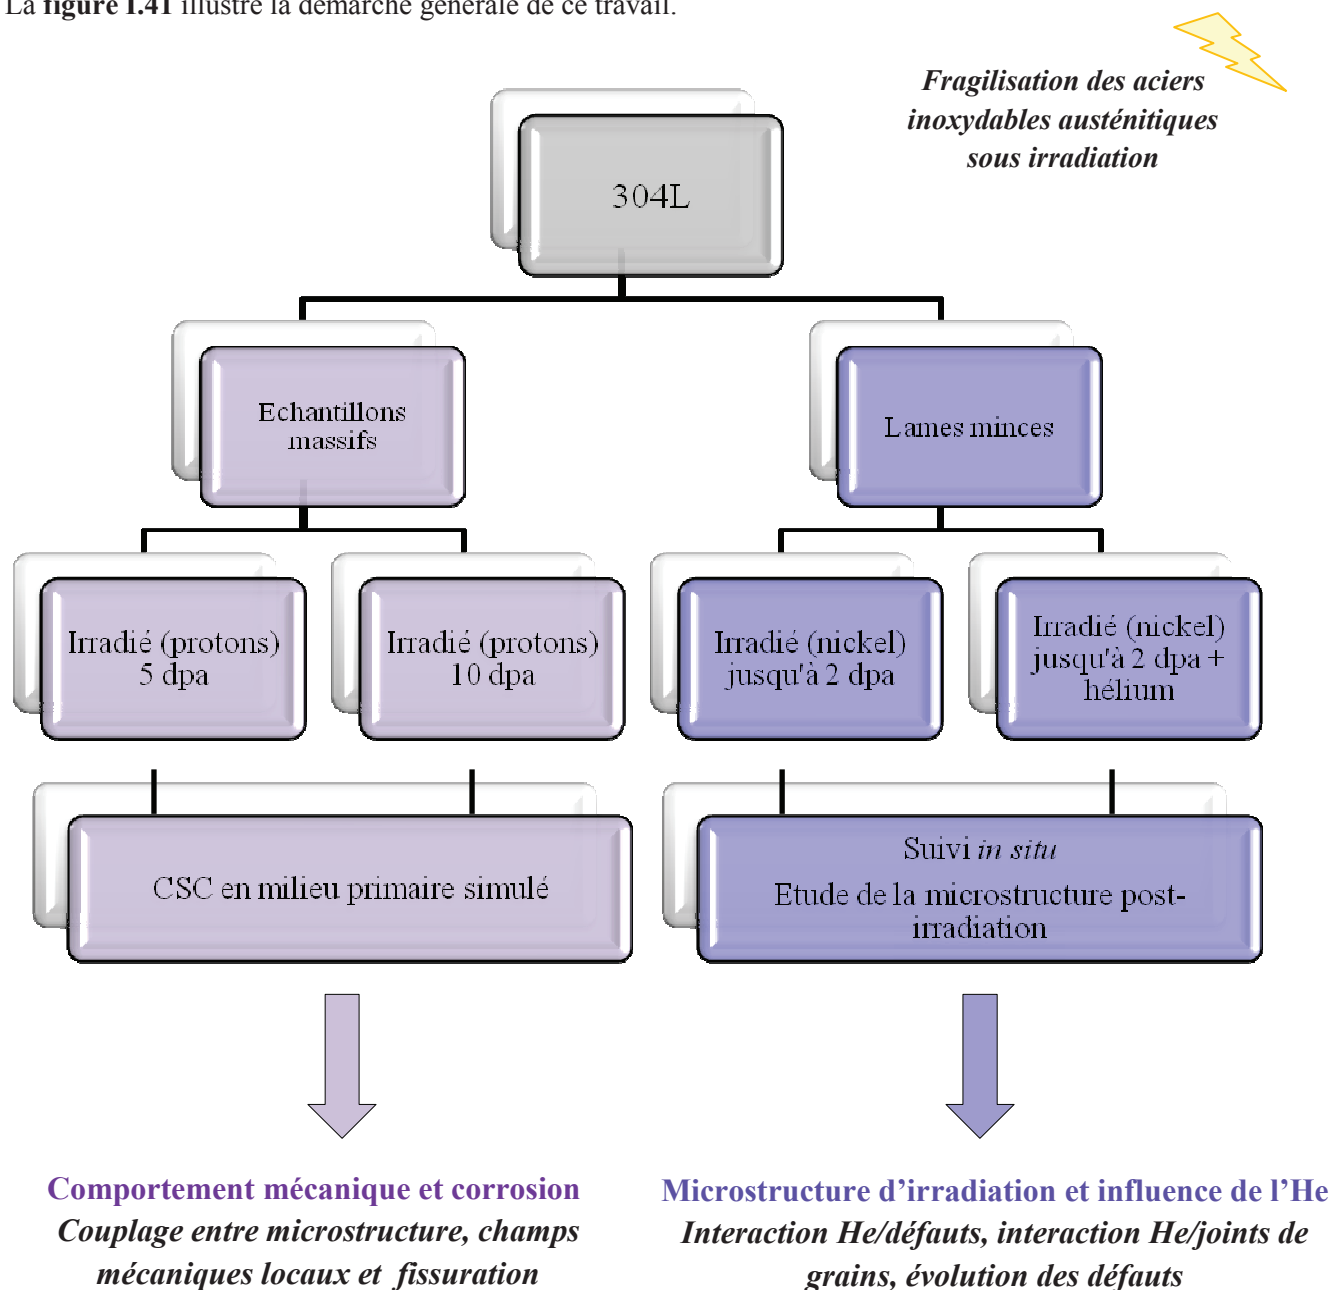 La figure I.41 illustre la démarche générale de ce travail.
Fragilisation des aciers
inoxydables austénitiques
sous irradiation
304L
Echantillons
massifs
Lames minces
Irradié (protons)
5 dpa
Irradié (protons)
10 dpa
Irradié (nickel)
jusqu'à 2 dpa
Irradié (nickel)
jusqu'à 2 dpa +
hélium
CSC en milieu primaire simulé
Suivi in situ
Etude de la microstructure post-
irradiation
Comportement mécanique et corrosion
Couplage entre microstructure, champs
mécaniques locaux et fissuration
Microstructure d’irradiation et influence de l’He
Interaction He/défauts, interaction He/joints de
grains, évolution des défauts